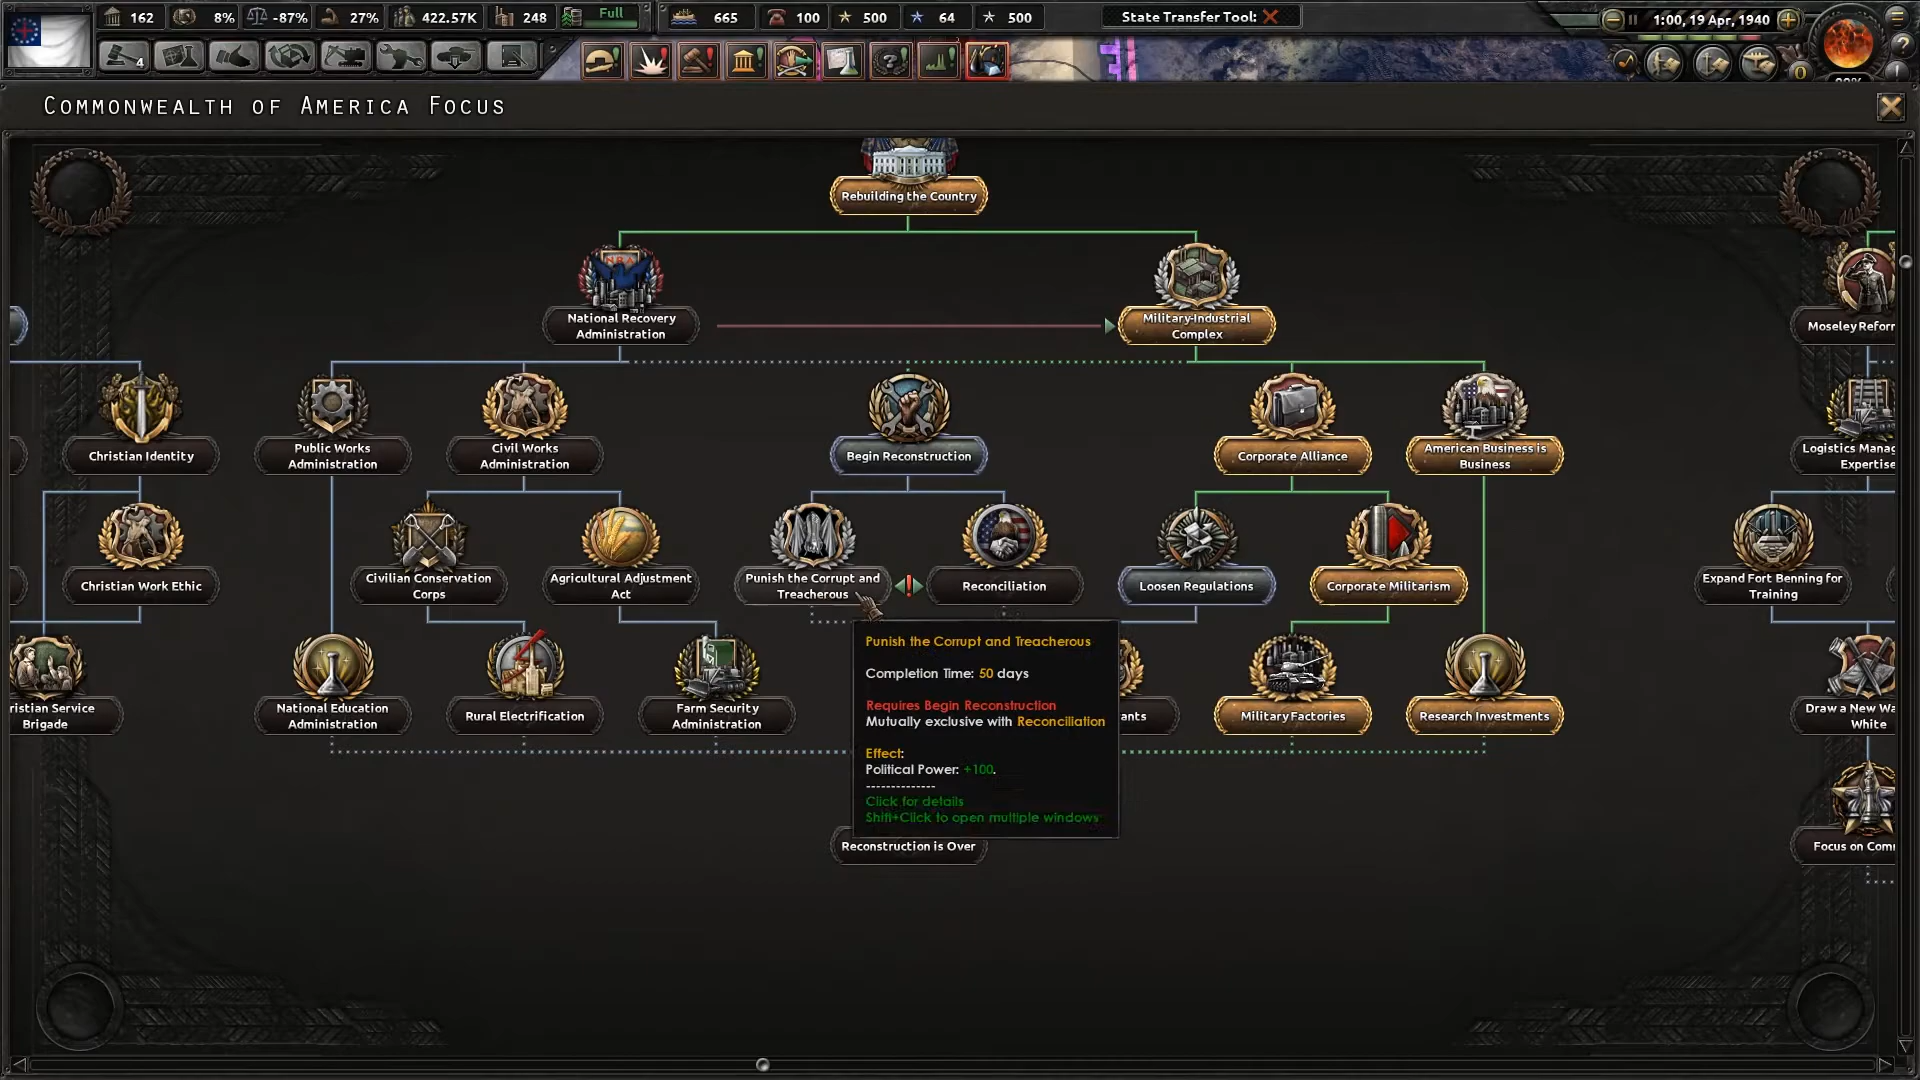 162
8%
-87%
27%
422.57K
248
Full
665
100
500
64
500
State Transfer Tool:
1:00, 19 Apr, 1940
4
0
Commonwealth of America Focus
Rebuilding the Country
National Recovery
Administration
Military-Industrial
Complex
Moseley Reform
Christian Identity
Public Works
Administration
Civil Works
Administration
Begin Reconstruction
Corporate Alliance
American Business is
Business
Logistics Manag
Expertise
Christian Work Ethic
Civilian Conservation
Corps
Agricultural Adjustment
Act
Punish the Corrupt and
Treacherous
Reconciliation
Loosen Regulations
Corporate Militarism
Expand Fort Benning for
Training
ristian Service
Brigade
National Education
Administration
Rural Electrification
Farm Security
Administration
ants
Military Factories
Research Investments
Draw a New Wa
White
Punish the Corrupt and Treacherous
Completion Time: 50 days
Requires Begin Reconstruction
Mutually exclusive with Reconciliation
Effect:
Political Power: +100.
--------------
Click for details
Shift+Click to open multiple windows
Reconstruction is Over
Focus on Com